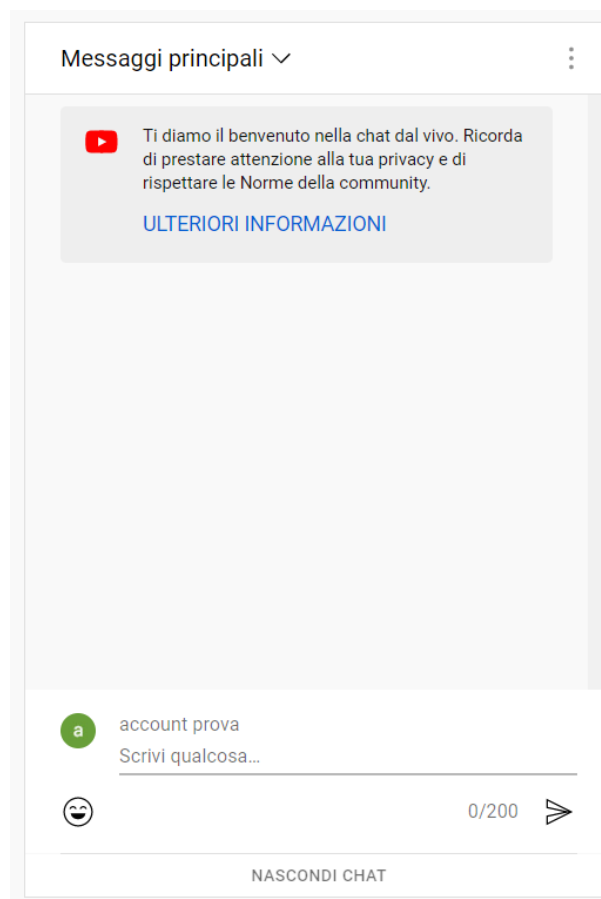 Messaggi principali
Ti diamo il benvenuto nella chat dal vivo. Ricorda
di prestare attenzione alla tua privacy e di
rispettare le Norme della community.
ULTERIORI INFORMAZIONI
a
account prova
Scrivi qualcosa...
0/200
NASCONDI CHAT